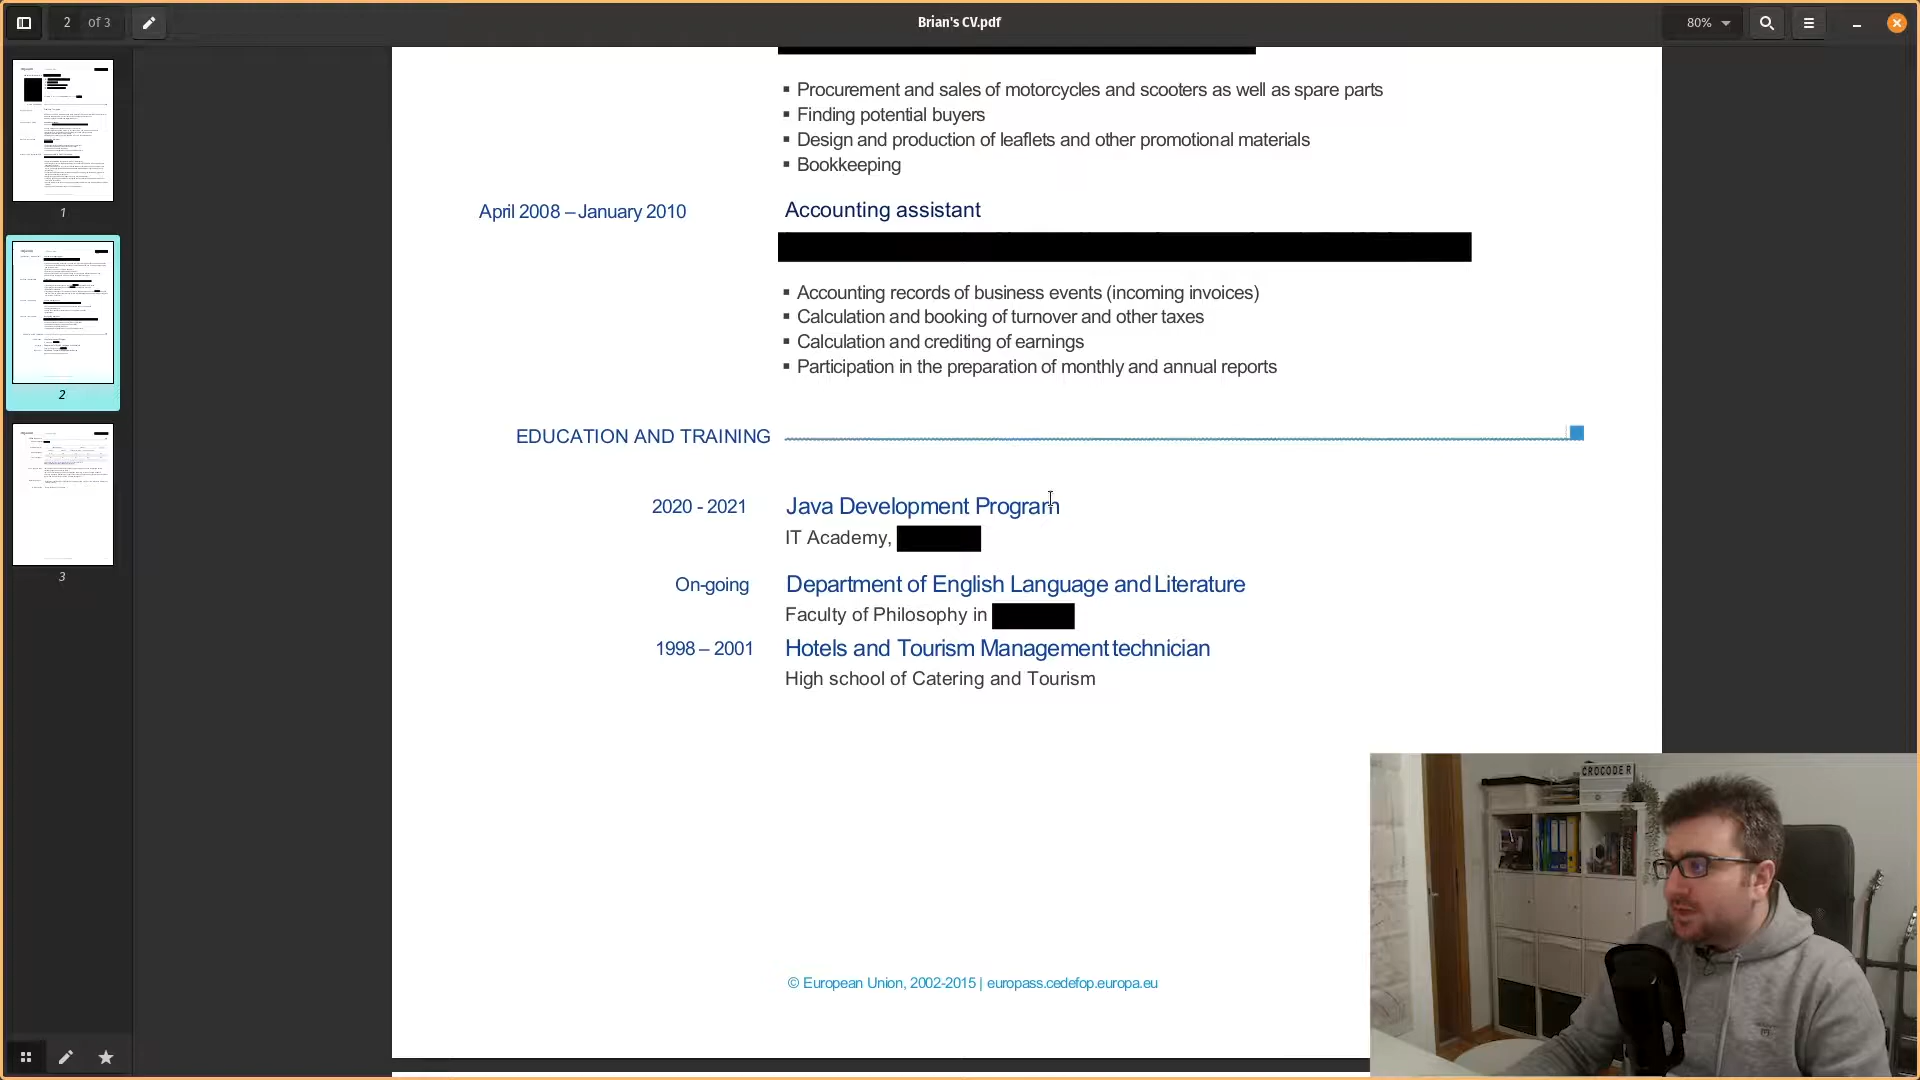 2 of 3
Brian's CV.pdf
80%
Procurement and sales of motorcycles and scooters as well as spare parts
Finding potential buyers
Design and production of leaflets and other promotional materials
Bookkeeping
April 2008 – January 2010
Accounting assistant
Accounting records of business events (incoming invoices)
Calculation and booking of turnover and other taxes
Calculation and crediting of earnings
Participation in the preparation of monthly and annual reports
EDUCATION AND TRAINING
2020 - 2021
Java Development Program
IT Academy,
On-going
Department of English Language and Literature
Faculty of Philosophy in
1998 – 2001
Hotels and Tourism Management technician
High school of Catering and Tourism
© European Union, 2002-2015 | europass.cedefop.europa.eu
1
2
3
CROCODER